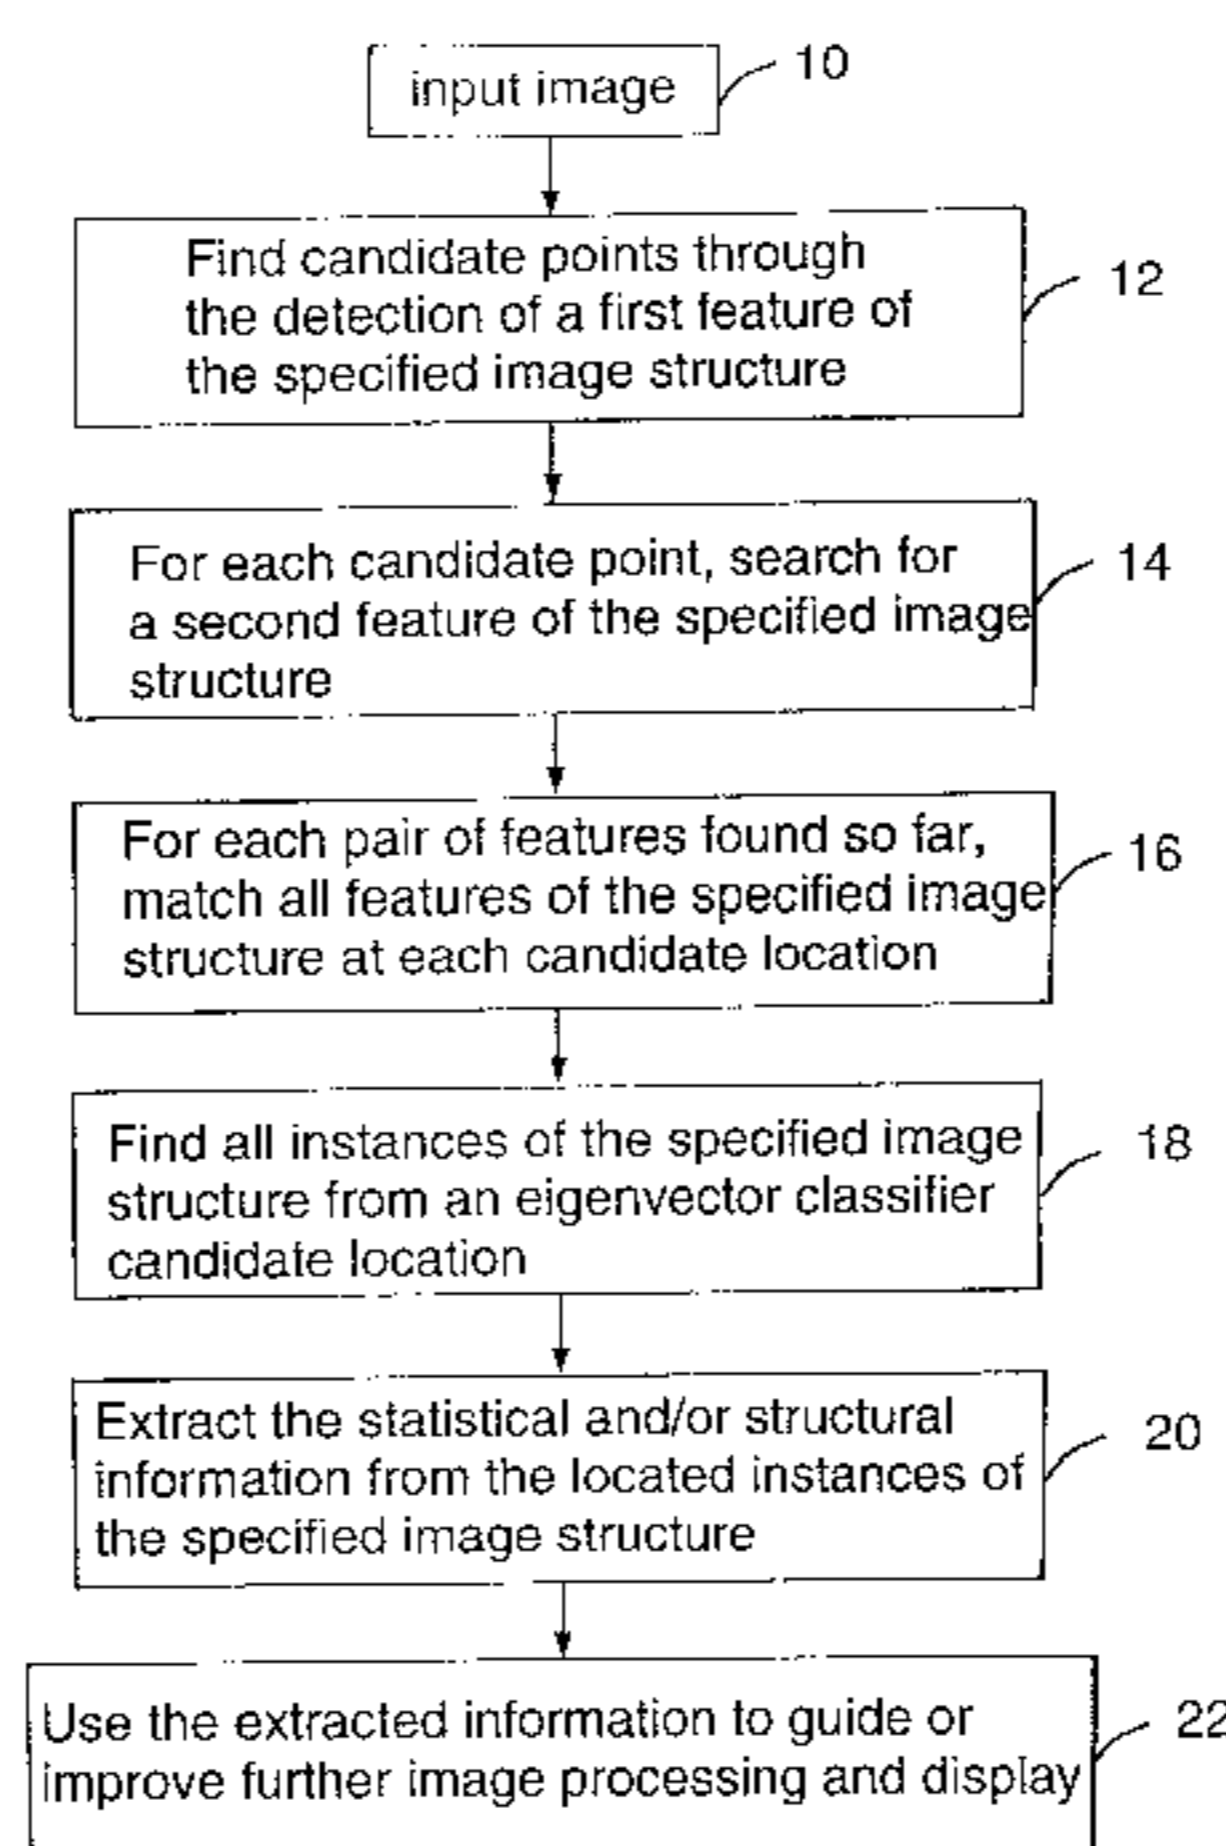 input image
10
Find candidate points through
the detection of a first feature of
the specified image structure
12
For each candidate point, search for
a second feature of the specified image
structure
14
For each pair of features found so far,
match all features of the specified image
structure at each candidate location
16
Find all instances of the specified image
structure from an eigenvector classifier
candidate location
18
Extract the statistical and/or structural
information from the located instances of
the specified image structure
20
Use the extracted information to guide or
improve further image processing and display
22